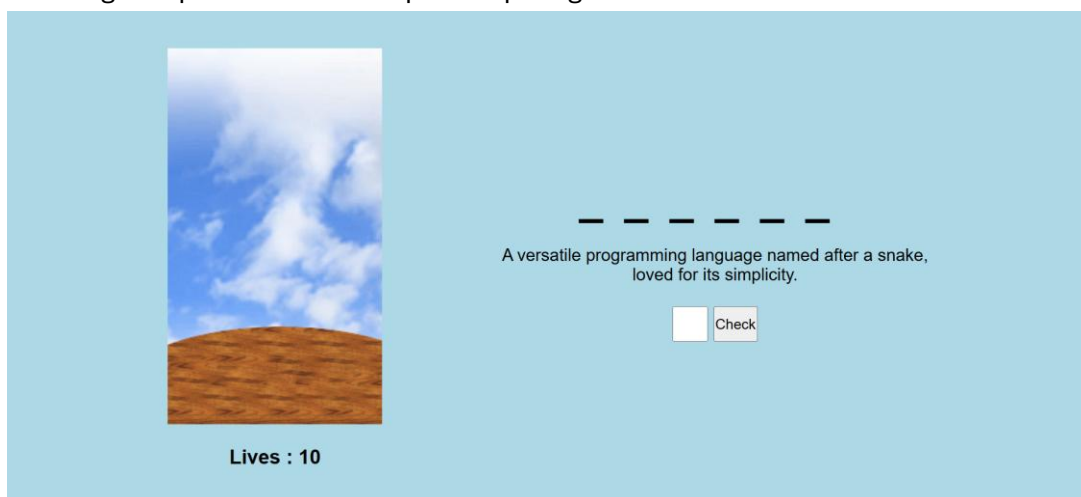 _ _ _ _ _ _
A versatile programming language named after a snake,
loved for its simplicity.
Check
Lives : 10